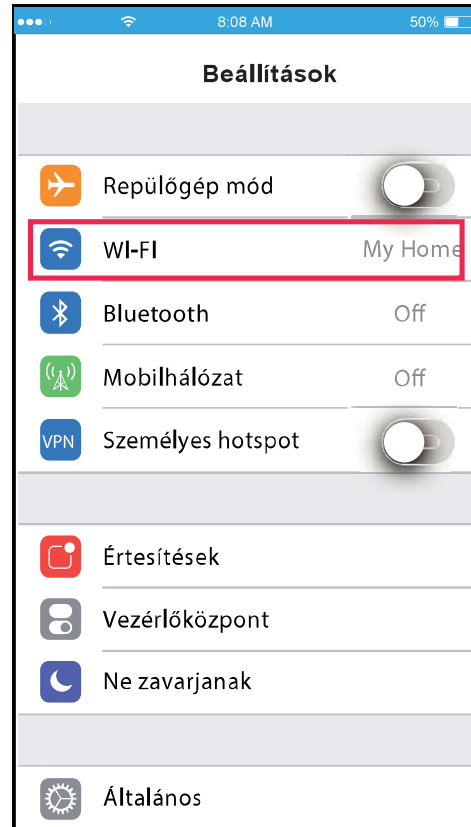 8:08 AM 50%
Beállítások
Repülőgép mód
WI-FI My Home
Bluetooth Off
Mobilhálózat Off
VPN Személyes hotspot
Értesítések
Vezérlőközpont
Ne zavarjanak
Általános